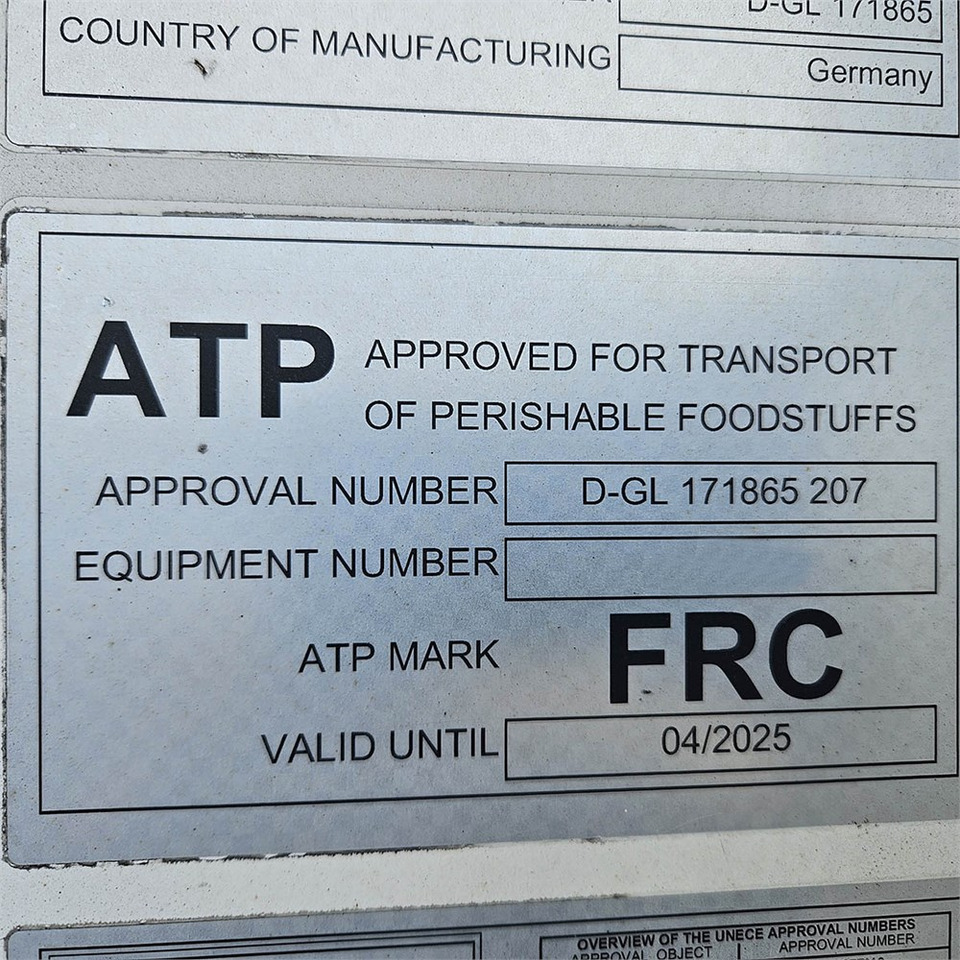 D-GL 171865
COUNTRY OF MANUFACTURING Germany
ATP APPROVED FOR TRANSPORT
OF PERISHABLE FOODSTUFFS
APPROVAL NUMBER D-GL 171865 207
EQUIPMENT NUMBER
ATP MARK FRC
VALID UNTIL 04/2025
OVERVIEW OF THE UNECE APPROVAL NUMBERS
APPROVAL OBJECT APPROVAL NUMBER